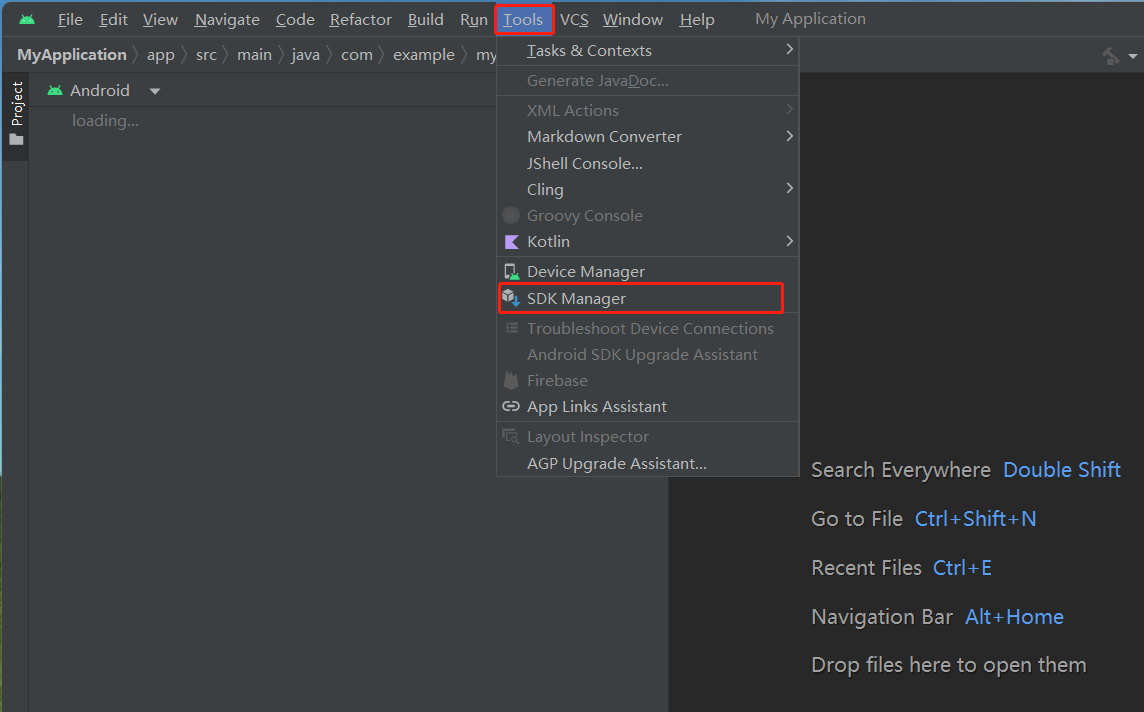 File Edit View Navigate Code Refactor Build Run Tools VCS Window Help My Application
MyApplication app src main java com example my
Project
Android
loading...
Tasks & Contexts
Generate JavaDoc...
XML Actions
Markdown Converter
JShell Console...
Cling
Groovy Console
Kotlin
Device Manager
SDK Manager
Troubleshoot Device Connections
Android SDK Upgrade Assistant
Firebase
App Links Assistant
Layout Inspector
AGP Upgrade Assistant...
Search Everywhere Double Shift
Go to File Ctrl+Shift+N
Recent Files Ctrl+E
Navigation Bar Alt+Home
Drop files here to open them